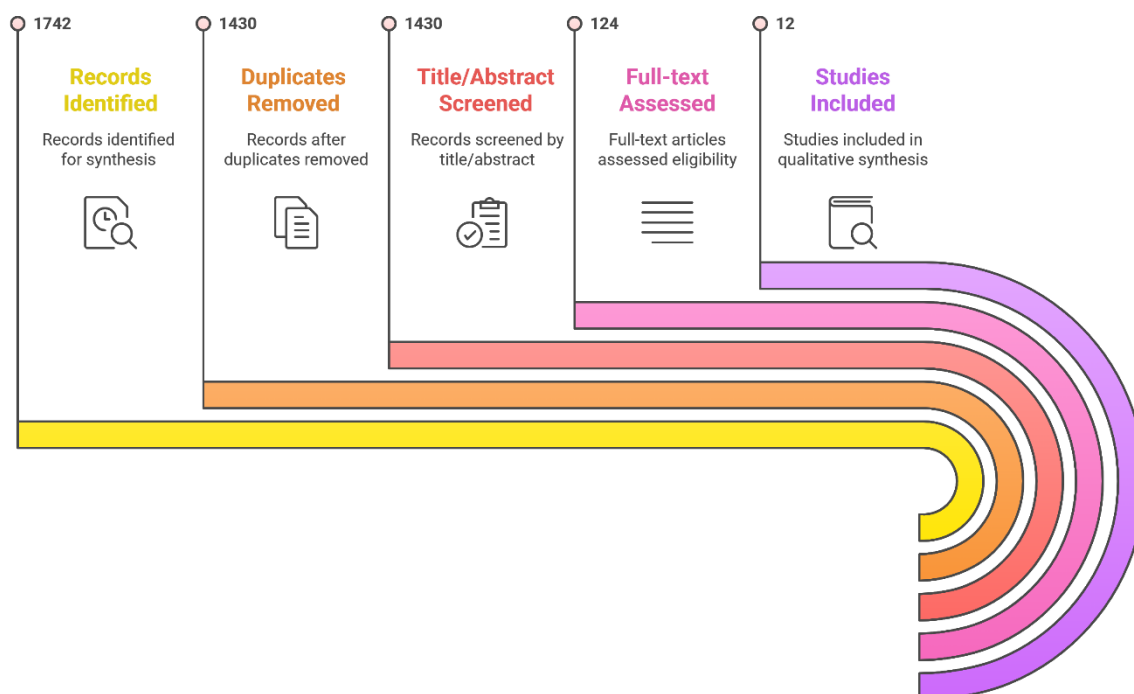 1742
1430
1430
124
12
Records
Identified
Records identified
for synthesis
Duplicates
Removed
Records after
duplicates removed
Title/Abstract
Screened
Records screened by
title/abstract
Full-text
Assessed
Full-text articles
assessed eligibility
Studies
Included
Studies included in
qualitative synthesis